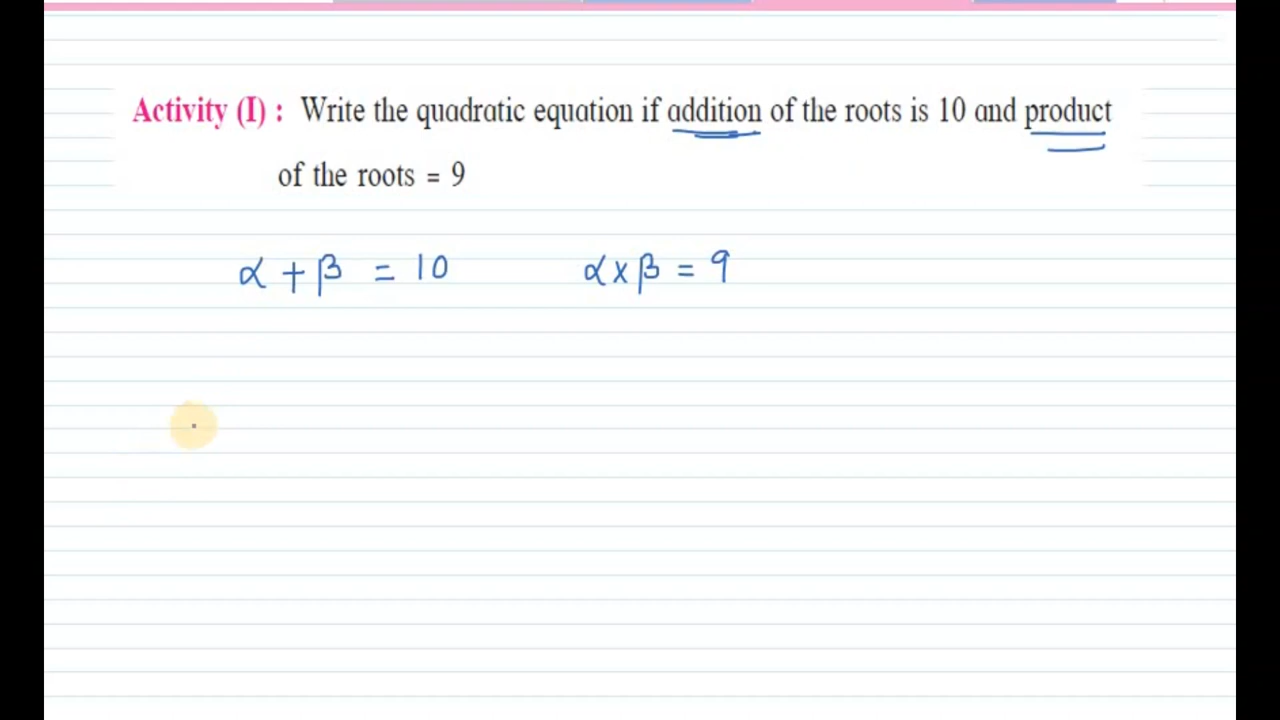 Activity (I) : Write the quadratic equation if addition of the roots is 10 and product
of the roots = 9
α + β = 10 α x β = 9